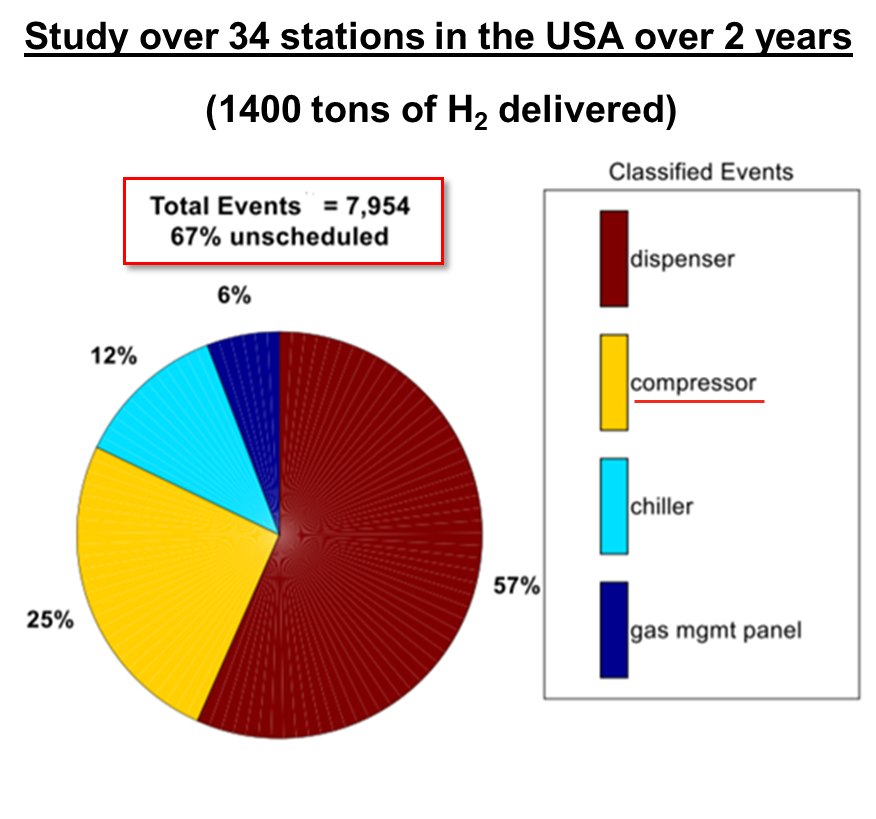 Study over 34 stations in the USA over 2 years
(1400 tons of H₂ delivered)
Classified Events
Total Events = 7,954
67% unscheduled
dispenser
6%
12%
compressor
chiller
57%
25%
gas mgmt panel